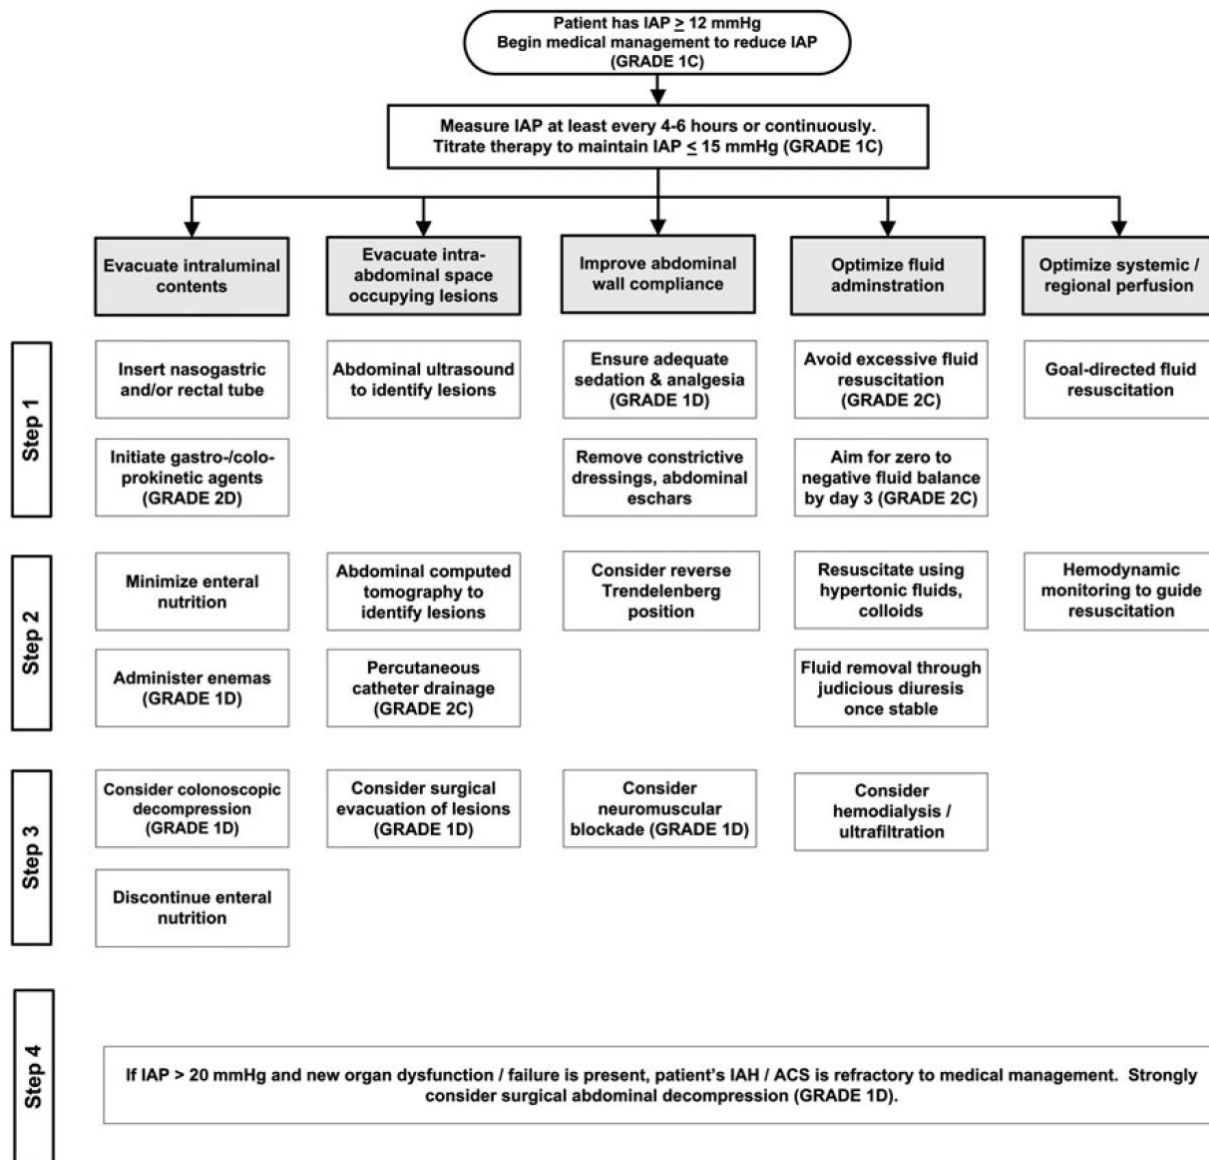 Patient has IAP ≥ 12 mmHg
Begin medical management to reduce IAP
(GRADE 1C)
Measure IAP at least every 4-6 hours or continuously.
Titrate therapy to maintain IAP ≤ 15 mmHg (GRADE 1C)
Evacuate intraluminal
contents
Evacuate intra-
abdominal space
occupying lesions
Improve abdominal
wall compliance
Optimize fluid
adminstration
Optimize systemic /
regional perfusion
Step 1
Insert nasogastric
and/or rectal tube
Abdominal ultrasound
to identify lesions
Ensure adequate
sedation & analgesia
(GRADE 1D)
Avoid excessive fluid
resuscitation
(GRADE 2C)
Goal-directed fluid
resuscitation
Initiate gastro-/colo-
prokinetic agents
(GRADE 2D)
Remove constrictive
dressings, abdominal
eschars
Aim for zero to
negative fluid balance
by day 3 (GRADE 2C)
Step 2
Minimize enteral
nutrition
Abdominal computed
tomography to
identify lesions
Consider reverse
Trendelenberg
position
Resuscitate using
hypertonic fluids,
colloids
Hemodynamic
monitoring to guide
resuscitation
Administer enemas
(GRADE 1D)
Percutaneous
catheter drainage
(GRADE 2C)
Fluid removal through
judicious diuresis
once stable
Step 3
Consider colonoscopic
decompression
(GRADE 1D)
Consider surgical
evacuation of lesions
(GRADE 1D)
Consider
neuromuscular
blockade (GRADE 1D)
Consider
hemodialysis /
ultrafiltration
Discontinue enteral
nutrition
Step 4
If IAP > 20 mmHg and new organ dysfunction / failure is present, patient's IAH / ACS is refractory to medical management. Strongly
consider surgical abdominal decompression (GRADE 1D).